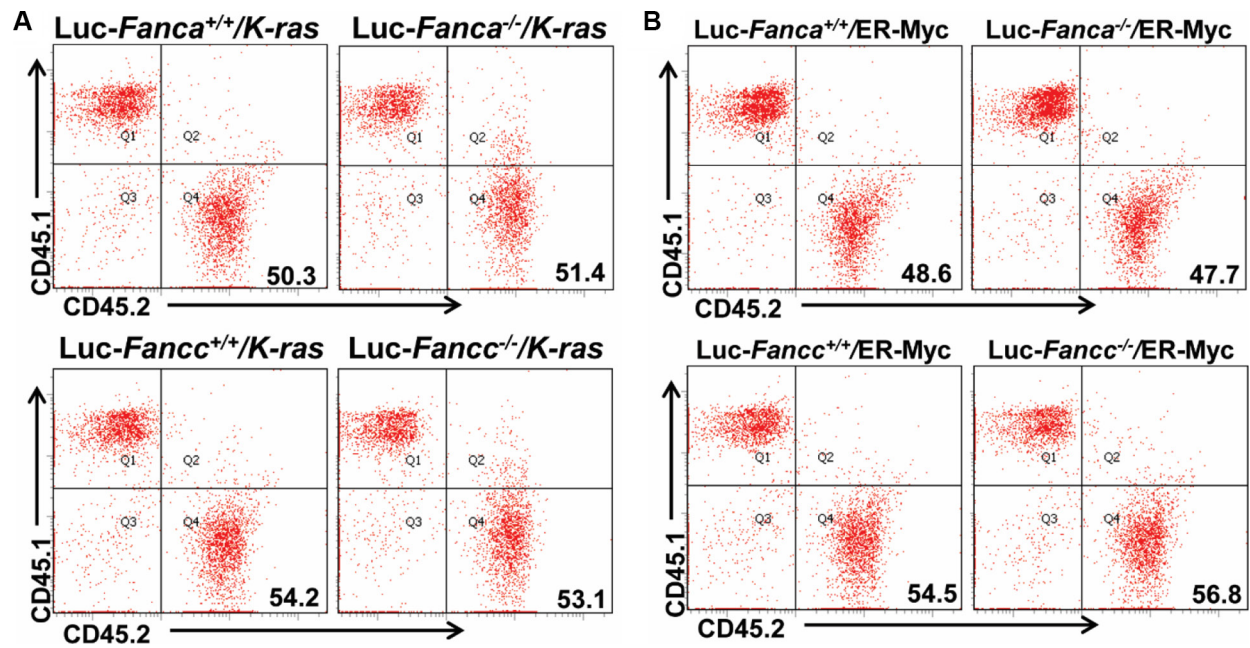 A
Luc-Fanca+/+/K-ras
Luc-Fanca-/-/K-ras
Q1
Q2
Q3
Q4
50.3
Q1
Q2
Q3
Q4
51.4
CD45.1
CD45.2
Luc-Fancc+/+/K-ras
Luc-Fancc-/-/K-ras
Q1
Q2
Q3
Q4
54.2
Q1
Q2
Q3
Q4
53.1
CD45.1
CD45.2
B
Luc-Fanca+/+/ER-Myc
Luc-Fanca-/-/ER-Myc
Q1
Q2
Q3
Q4
48.6
Q1
Q2
Q3
Q4
47.7
CD45.1
CD45.2
Luc-Fancc+/+/ER-Myc
Luc-Fancc-/-/ER-Myc
Q1
Q2
Q3
Q4
54.5
Q1
Q2
Q3
Q4
56.8
CD45.1
CD45.2